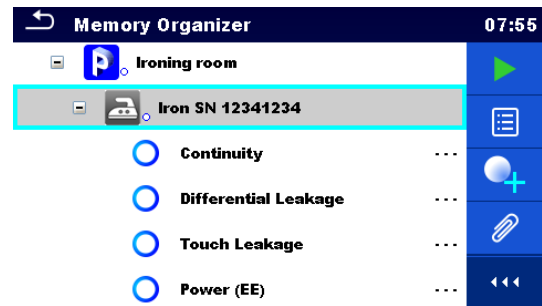 Memory Organizer 07:55
Ironing room
Iron SN 12341234
Continuity ---
Differential Leakage ---
Touch Leakage ---
Power (EE) ---